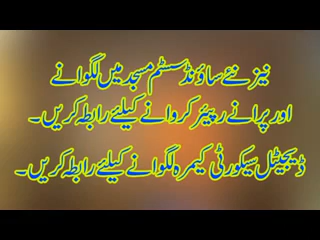 نیز نئے ساؤنڈ سسٹم مسجد میں لگوانے
اور پرانے رپیئر کروانے کیلئے رابطہ کریں۔
ڈیجیٹل سیکورٹی کیمرہ لگوانے کیلئے رابطہ کریں۔